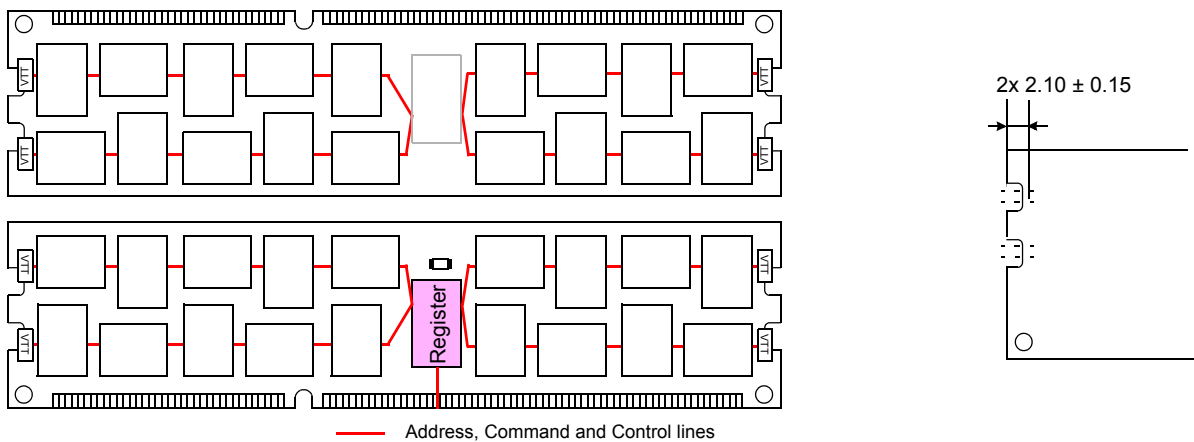 VTT
VTT
VTT
VTT
2x 2.10 ± 0.15
VTT
VTT
Register
VTT
VTT
Address, Command and Control lines